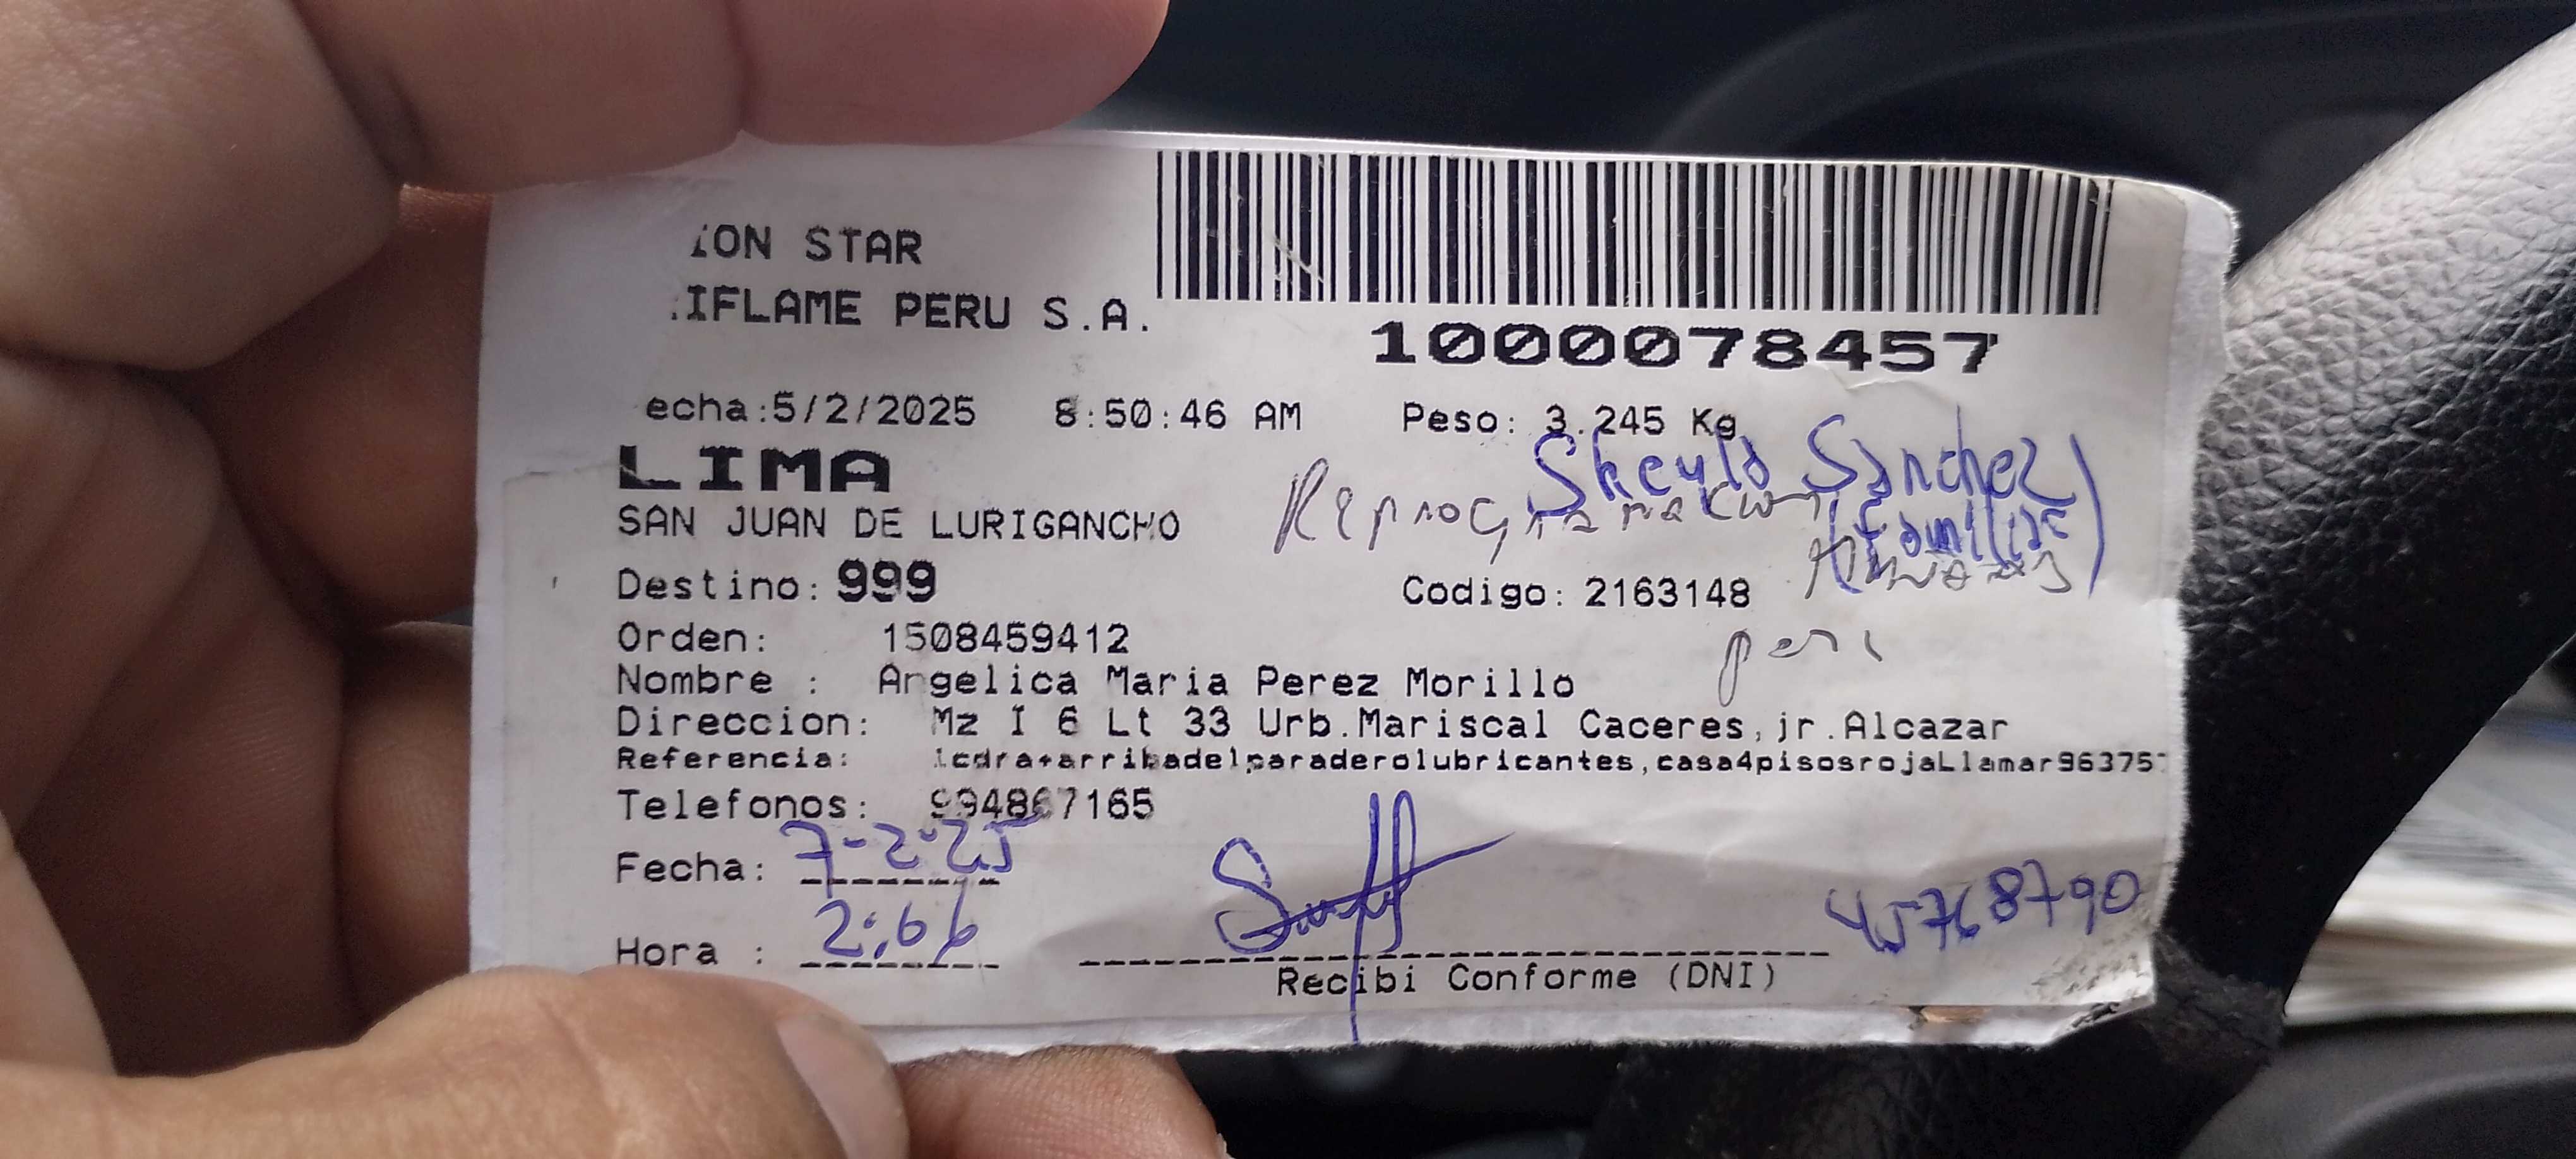 ION STAR
IFLAME PERU S.A.
1000078457
echa:5/2/2025 8:50:46 AM Peso: 3.245 Kg
LIMA
Sheyla Sanchez
Reprogramacion
(familiar)
SAN JUAN DE LURIGANCHO
Destino: 999 Codigo: 2163148
Orden: 1508459412
Nombre : Angelica Maria Perez Morillo
Direccion: Mz I 6 Lt 33 Urb.Mariscal Caceres,jr.Alcazar
Referencia: 1cdra+arribadelparaderolubricantes,casa4pisosrojaLlamar96375
Telefonos: 994867165
Fecha: 7-2-25
Hora :
45768790
Recibi Conforme (DNI)